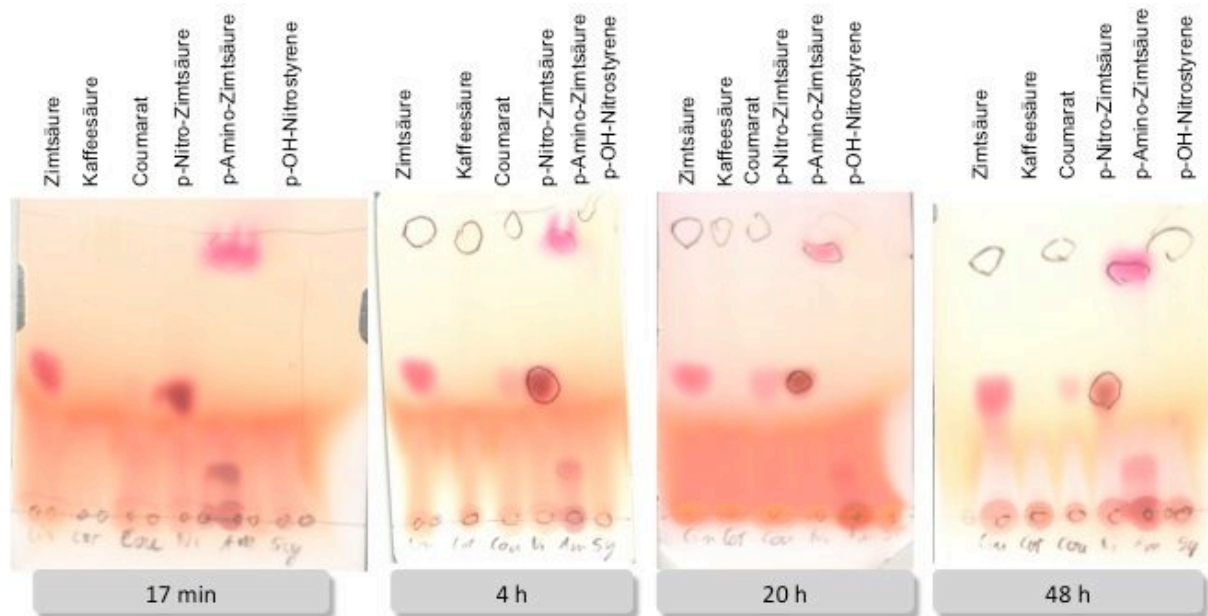 Zimtsäure
Kaffeesäure
Coumarat
p-Nitro-Zimtsäure
p-Amino-Zimtsäure
p-OH-Nitrostyrene
Zimtsäure
Kaffeesäure
Coumarat
p-Nitro-Zimtsäure
p-Amino-Zimtsäure
p-OH-Nitrostyrene
Zimtsäure
Kaffeesäure
Coumarat
p-Nitro-Zimtsäure
p-Amino-Zimtsäure
p-OH-Nitrostyrene
Zimtsäure
Kaffeesäure
Coumarat
p-Nitro-Zimtsäure
p-Amino-Zimtsäure
p-OH-Nitrostyrene
17 min
4 h
20 h
48 h